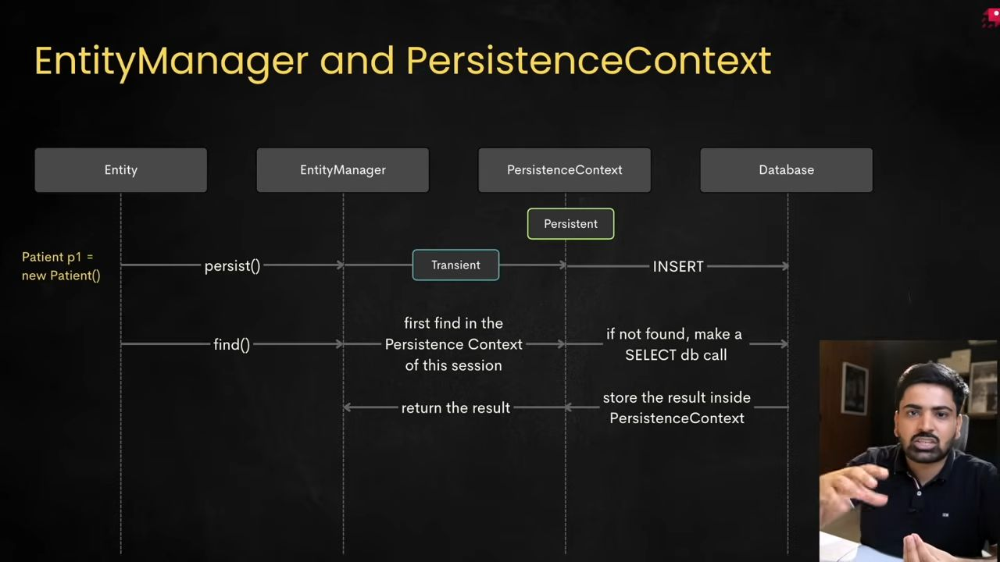 EntityManager and PersistenceContext
Entity
EntityManager
PersistenceContext
Database
Persistent
Patient p1 =
new Patient()
persist()
Transient
INSERT
find()
first find in the
Persistence Context
of this session
if not found, make a
SELECT db call
return the result
store the result inside
PersistenceContext